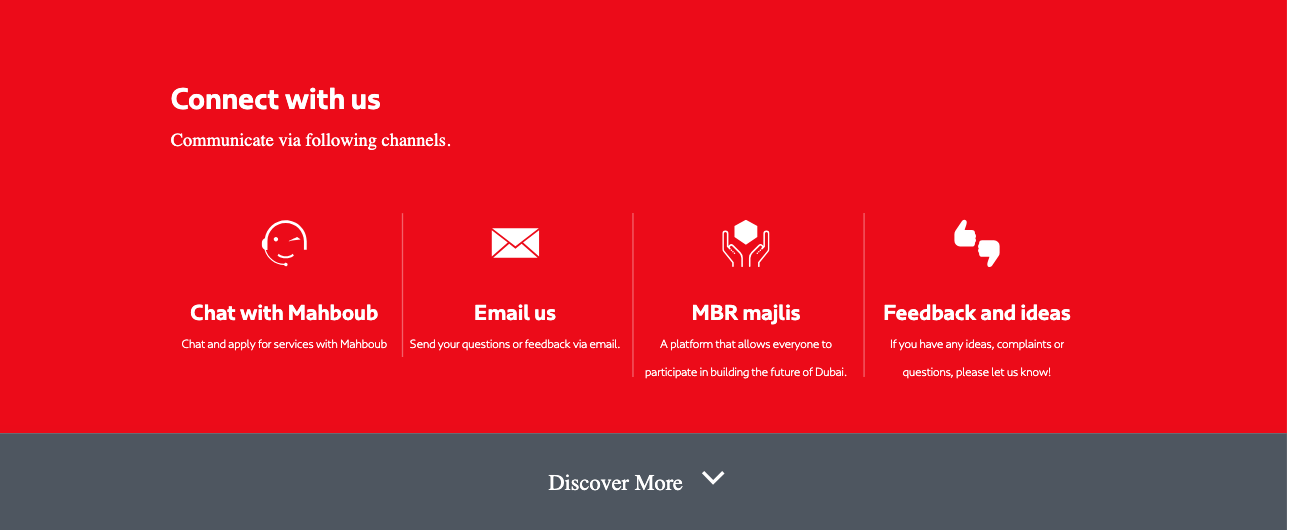 Connect with us
Communicate via following channels.
Chat with Mahboub
Chat and apply for services with Mahboub
Email us
Send your questions or feedback via email.
MBR majlis
A platform that allows everyone to
participate in building the future of Dubai.
Feedback and ideas
If you have any ideas, complaints or
questions, please let us know!
Discover More